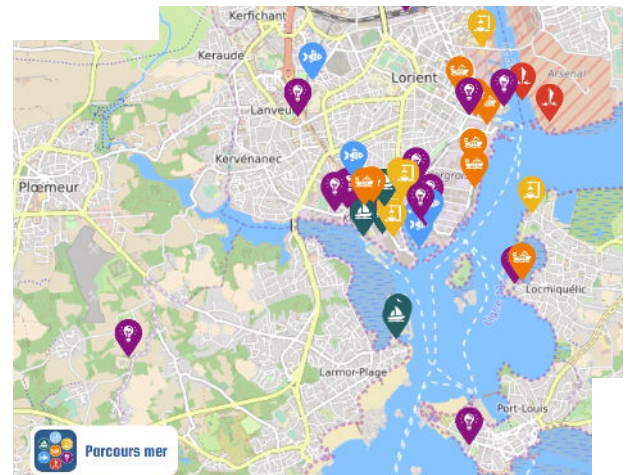 Kerfichant
Keraude
Lorient
Arsenal
Lanveur
Kervénanec
Plœmeur
Locmiquélic
Larmor-Plage
Port-Louis
Parcours mer